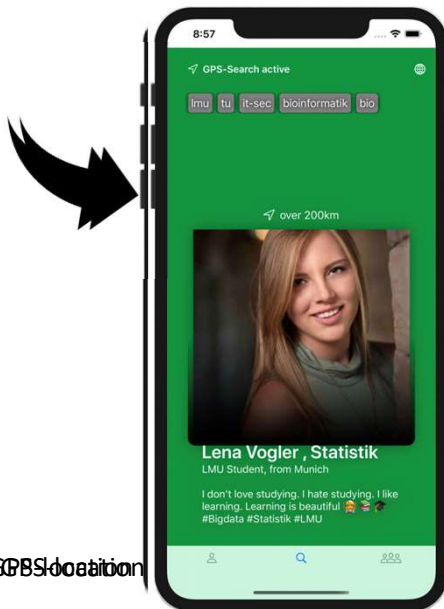 8:57
GPS-Search active
lmu tu it-sec bioinformatik bio
over 200km
Lena Vogler , Statistik
LMU Student, from Munich
I don't love studying. I hate studying. I like
learning. Learning is beautiful 👩‍🎓 📚 🎓
#Bigdata #Statistik #LMU